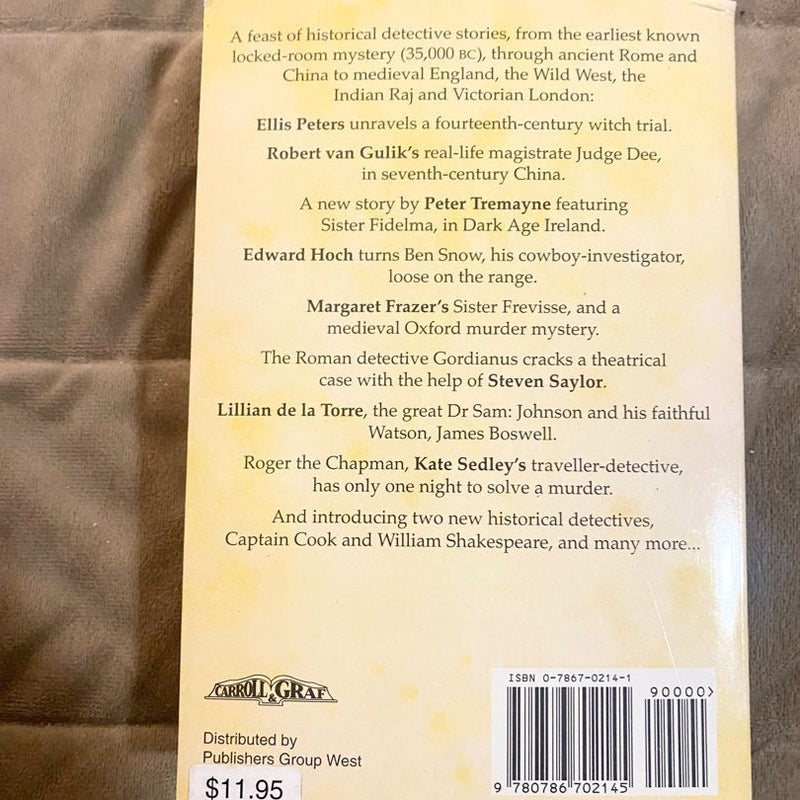 A feast of historical detective stories, from the earliest known
locked-room mystery (35,000 BC), through ancient Rome and
China to medieval England, the Wild West, the
Indian Raj and Victorian London:
Ellis Peters unravels a fourteenth-century witch trial.
Robert van Gulik's real-life magistrate Judge Dee,
in seventh-century China.
A new story by Peter Tremayne featuring
Sister Fidelma, in Dark Age Ireland.
Edward Hoch turns Ben Snow, his cowboy-investigator,
loose on the range.
Margaret Frazer's Sister Frevisse, and a
medieval Oxford murder mystery.
The Roman detective Gordianus cracks a theatrical
case with the help of Steven Saylor.
Lillian de la Torre, the great Dr Sam: Johnson and his faithful
Watson, James Boswell.
Roger the Chapman, Kate Sedley's traveller-detective,
has only one night to solve a murder.
And introducing two new historical detectives,
Captain Cook and William Shakespeare, and many more...
CARROLL & GRAF
Distributed by
Publishers Group West
$11.95
ISBN 0-7867-0214-1
90000>
9 780786 702145